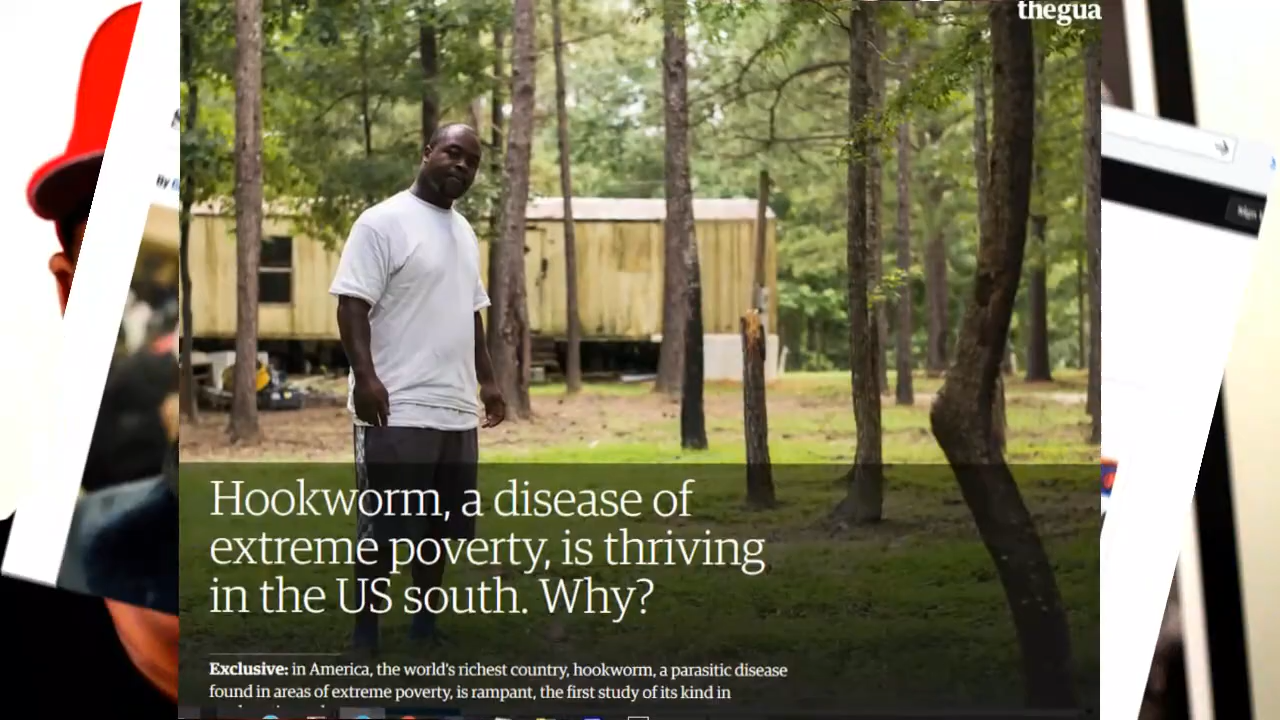 thegua
By
Sign
Hookworm, a disease of
extreme poverty, is thriving
in the US south. Why?
Exclusive: in America, the world's richest country, hookworm, a parasitic disease
found in areas of extreme poverty, is rampant, the first study of its kind in